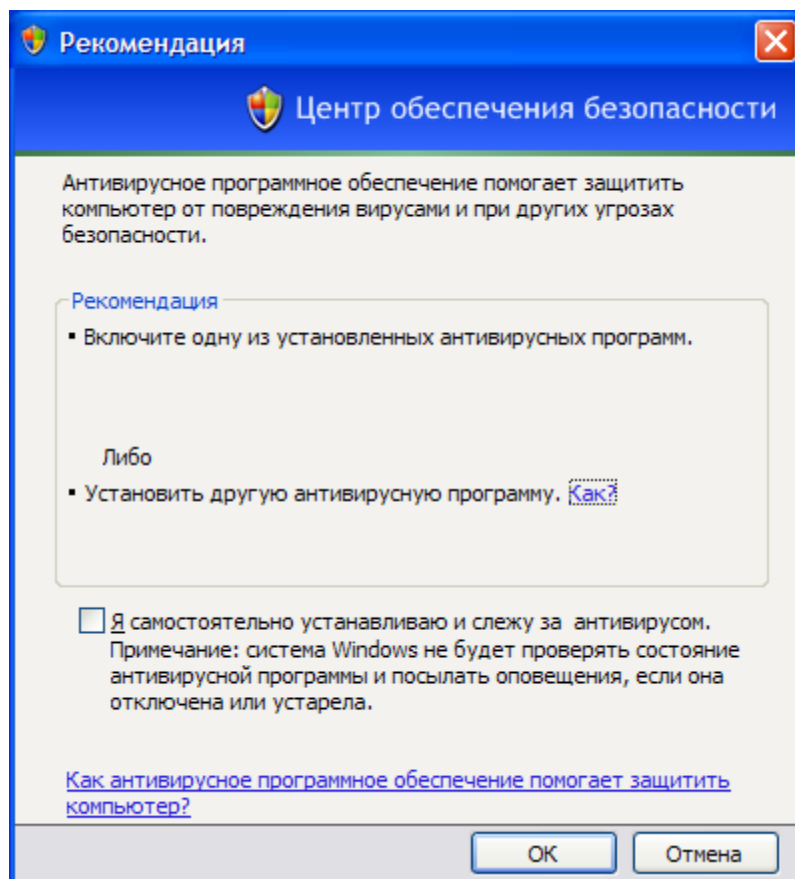 Рекомендация
Центр обеспечения безопасности
Антивирусное программное обеспечение помогает защитить
компьютер от повреждения вирусами и при других угрозах
безопасности.
Рекомендация
▪ Включите одну из установленных антивирусных программ.
Либо
▪ Установить другую антивирусную программу. Как?
Я самостоятельно устанавливаю и слежу за антивирусом.
Примечание: система Windows не будет проверять состояние
антивирусной программы и посылать оповещения, если она
отключена или устарела.
Как антивирусное программное обеспечение помогает защитить
компьютер?
ОК
Отмена